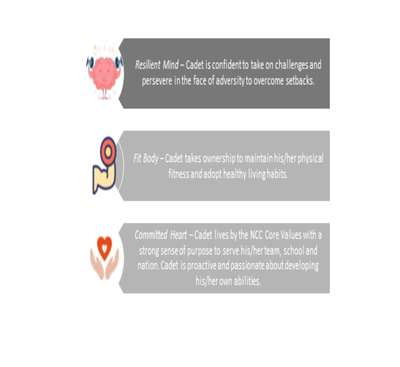 Resilient Mind – Cadet is confident to take on challenges and
persevere in the face of adversity to overcome setbacks.
Fit Body – Cadet takes ownership to maintain his/her physical
fitness and adopt healthy living habits.
Committed Heart – Cadet lives by the NCC Core Values with a
strong sense of purpose to serve his/her team, school and
nation. Cadet is proactive and passionate about developing
his/her own abilities.